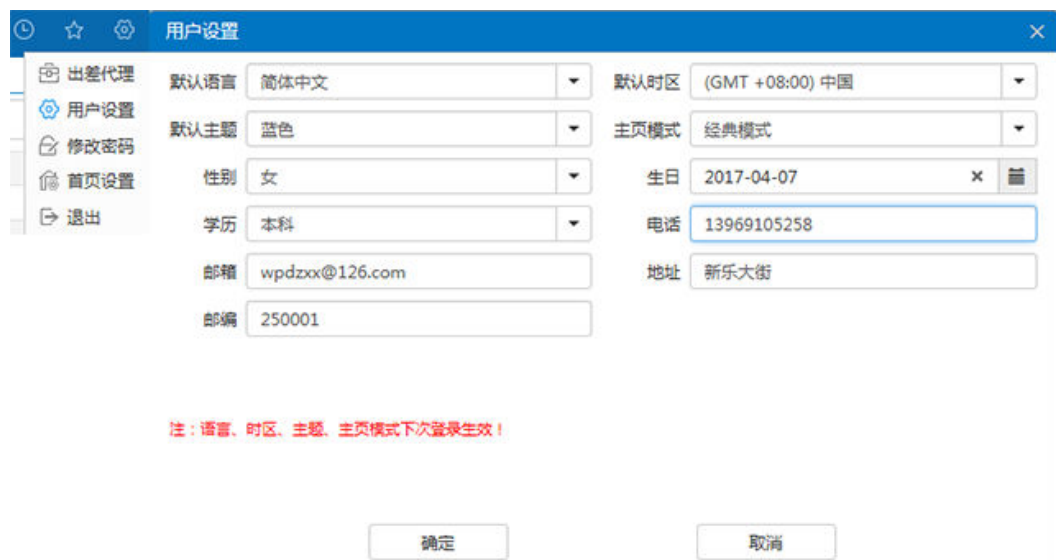 用户设置
出差代理
用户设置
修改密码
首页设置
退出
默认语言 简体中文 默认时区 (GMT +08:00) 中国
默认主题 蓝色 主页模式 经典模式
性别 女 生日 2017-04-07
学历 本科 电话 13969105258
邮箱 wpdzxx@126.com 地址 新乐大街
邮编 250001
注：语言、时区、主题、主页模式下次登录生效！
确定 取消